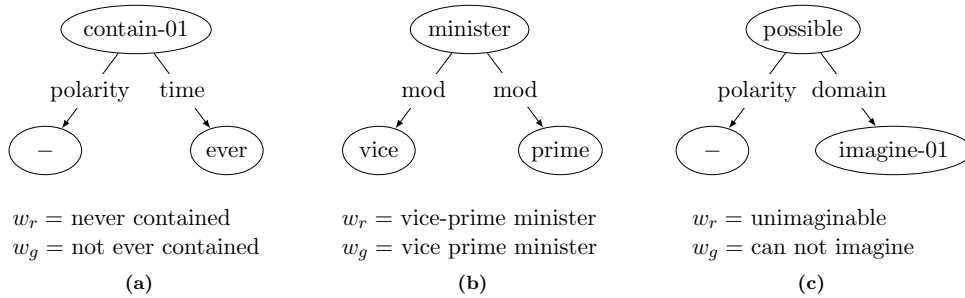 contain-01
polarity time
− ever
w_r = never contained
w_g = not ever contained
(a)
minister
mod mod
vice prime
w_r = vice-prime minister
w_g = vice prime minister
(b)
possible
polarity domain
− imagine-01
w_r = unimaginable
w_g = can not imagine
(c)